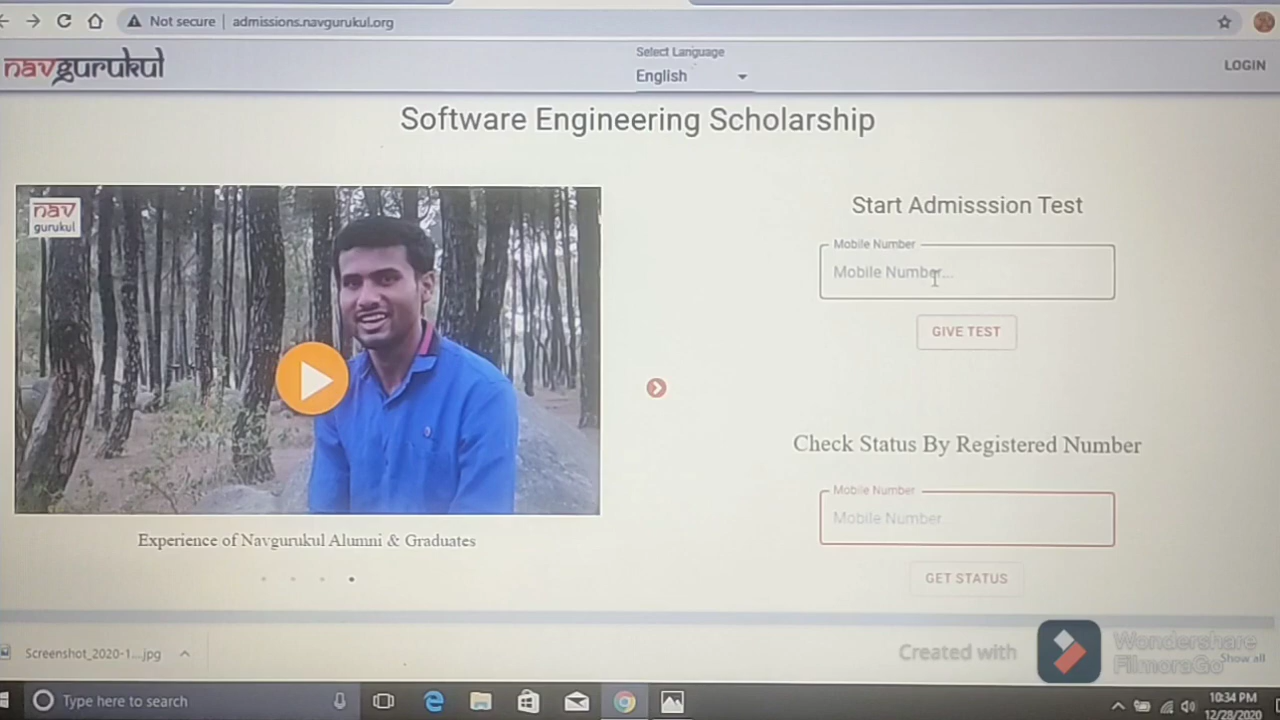 Not secure | admissions.navgurukul.org
navgurukul
Select Language
English
LOGIN
Software Engineering Scholarship
nav
gurukul
Start Admisssion Test
Mobile Number
Mobile Number...
GIVE TEST
Check Status By Registered Number
Mobile Number
Mobile Number...
GET STATUS
Experience of Navgurukul Alumni & Graduates
Screenshot_2020-1....jpg
Created with
Wondershare
FilmoraGo
Show all
Type here to search
10:34 PM
12/28/2020